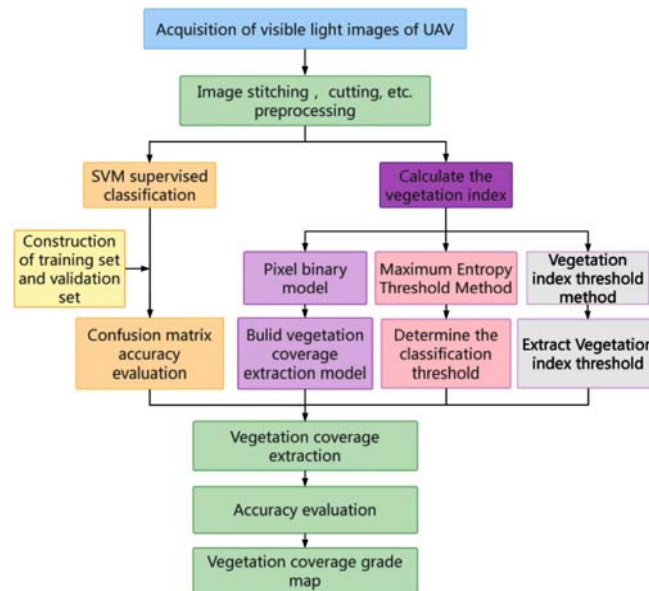 Acquisition of visible light images of UAV
Image stitching , cutting, etc.
preprocessing
SVM supervised
classification
Calculate the
vegetation index
Construction
of training set
and validation
set
Pixel binary
model
Maximum Entropy
Threshold Method
Vegetation
index threshold
method
Confusion matrix
accuracy
evaluation
Bulid vegetation
coverage
extraction model
Determine the
classification
threshold
Extract Vegetation
index threshold
Vegetation coverage
extraction
Accuracy evaluation
Vegetation coverage grade
map